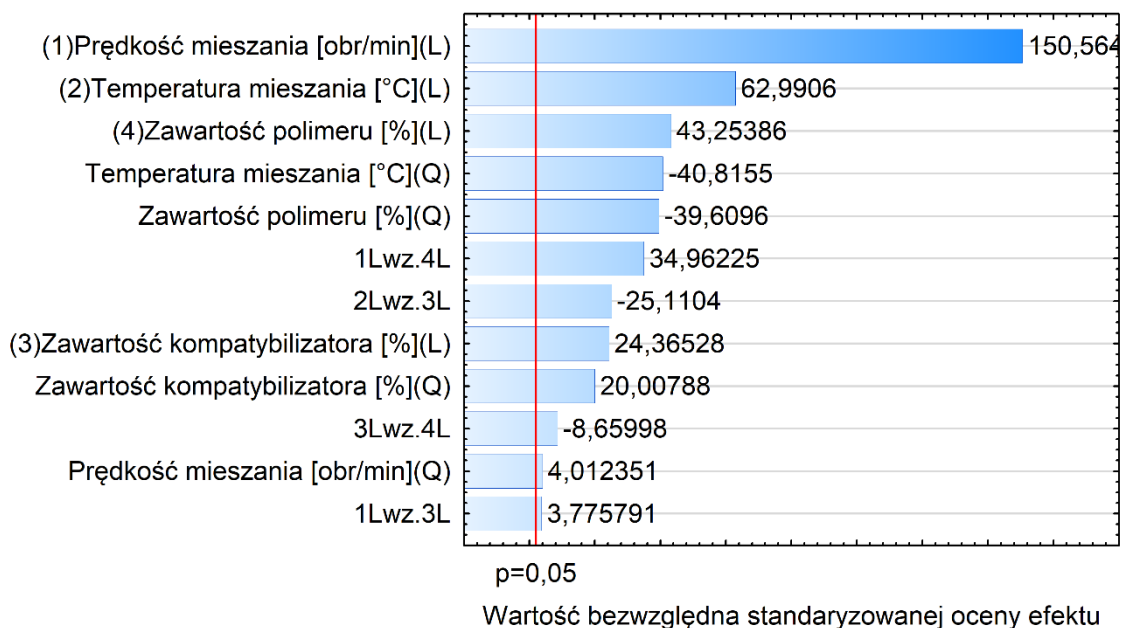 (1)Prędkość mieszania [obr/min](L) 150,564
(2)Temperatura mieszania [°C](L) 62,9906
(4)Zawartość polimeru [%](L) 43,25386
Temperatura mieszania [°C](Q) -40,8155
Zawartość polimeru [%](Q) -39,6096
1Lwz.4L 34,96225
2Lwz.3L -25,1104
(3)Zawartość kompatybilizatora [%](L) 24,36528
Zawartość kompatybilizatora [%](Q) 20,00788
3Lwz.4L -8,65998
Prędkość mieszania [obr/min](Q) 4,012351
1Lwz.3L 3,775791
p=0,05
Wartość bezwzględna standaryzowanej oceny efektu